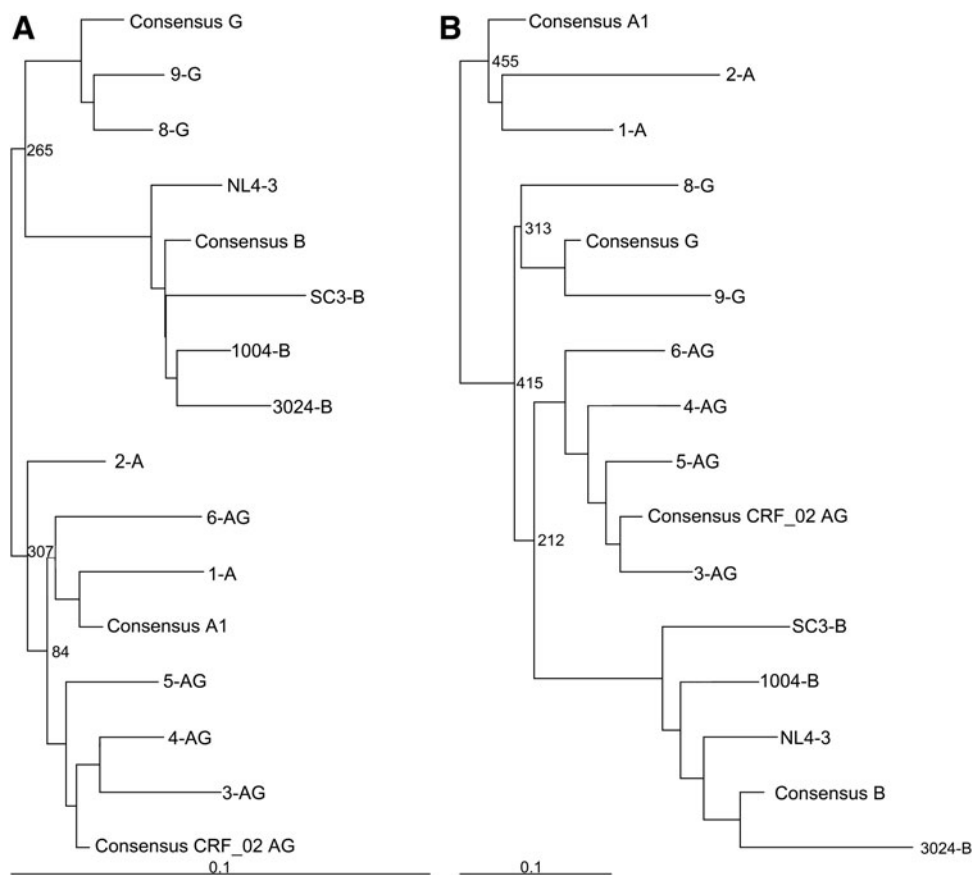 A
Consensus G
9-G
8-G
265
NL4-3
Consensus B
SC3-B
1004-B
3024-B
2-A
6-AG
307
1-A
Consensus A1
84
5-AG
4-AG
3-AG
Consensus CRF_02 AG
0.1
B
Consensus A1
455
2-A
1-A
8-G
313
Consensus G
9-G
6-AG
415
4-AG
5-AG
Consensus CRF_02 AG
212
3-AG
SC3-B
1004-B
NL4-3
Consensus B
3024-B
0.1